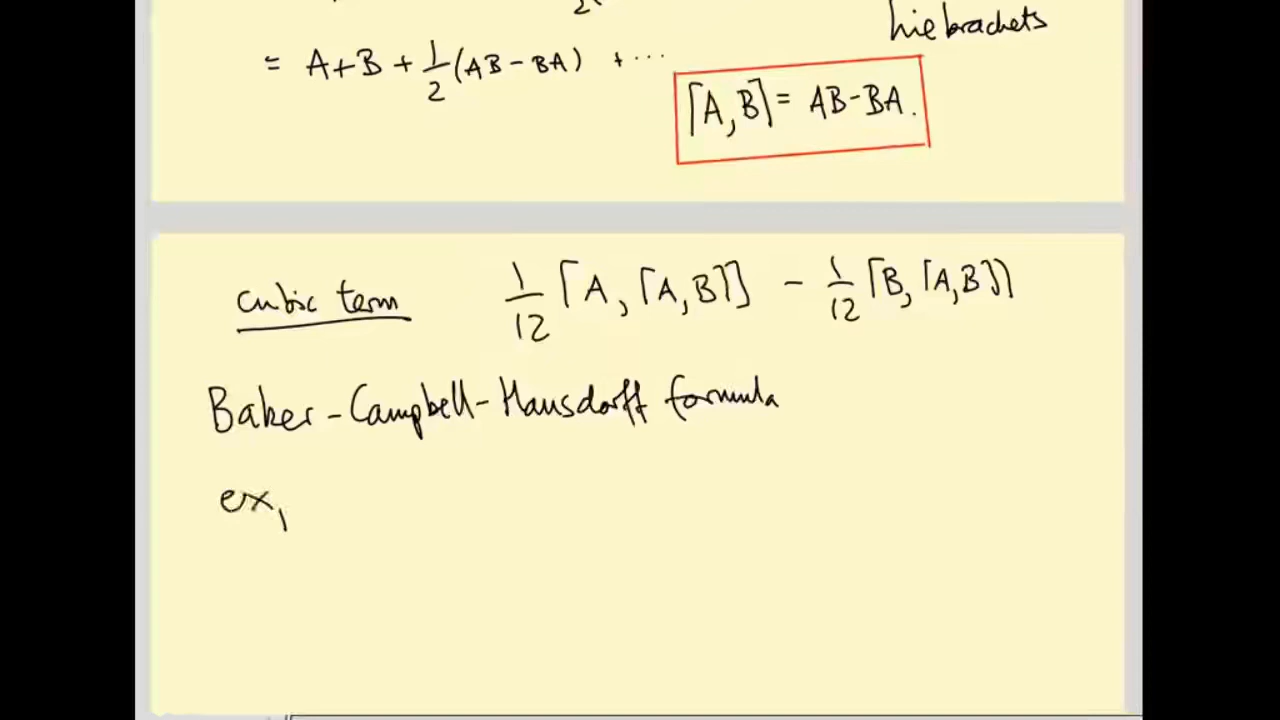 2
Lie brackets
= A+B + 1/2 (AB - BA) + ...
[A,B] = AB-BA.
cubic term 1/12 [A, [A,B]] - 1/12 [B, [A,B]]
Baker-Campbell-Hausdorff formula
ex